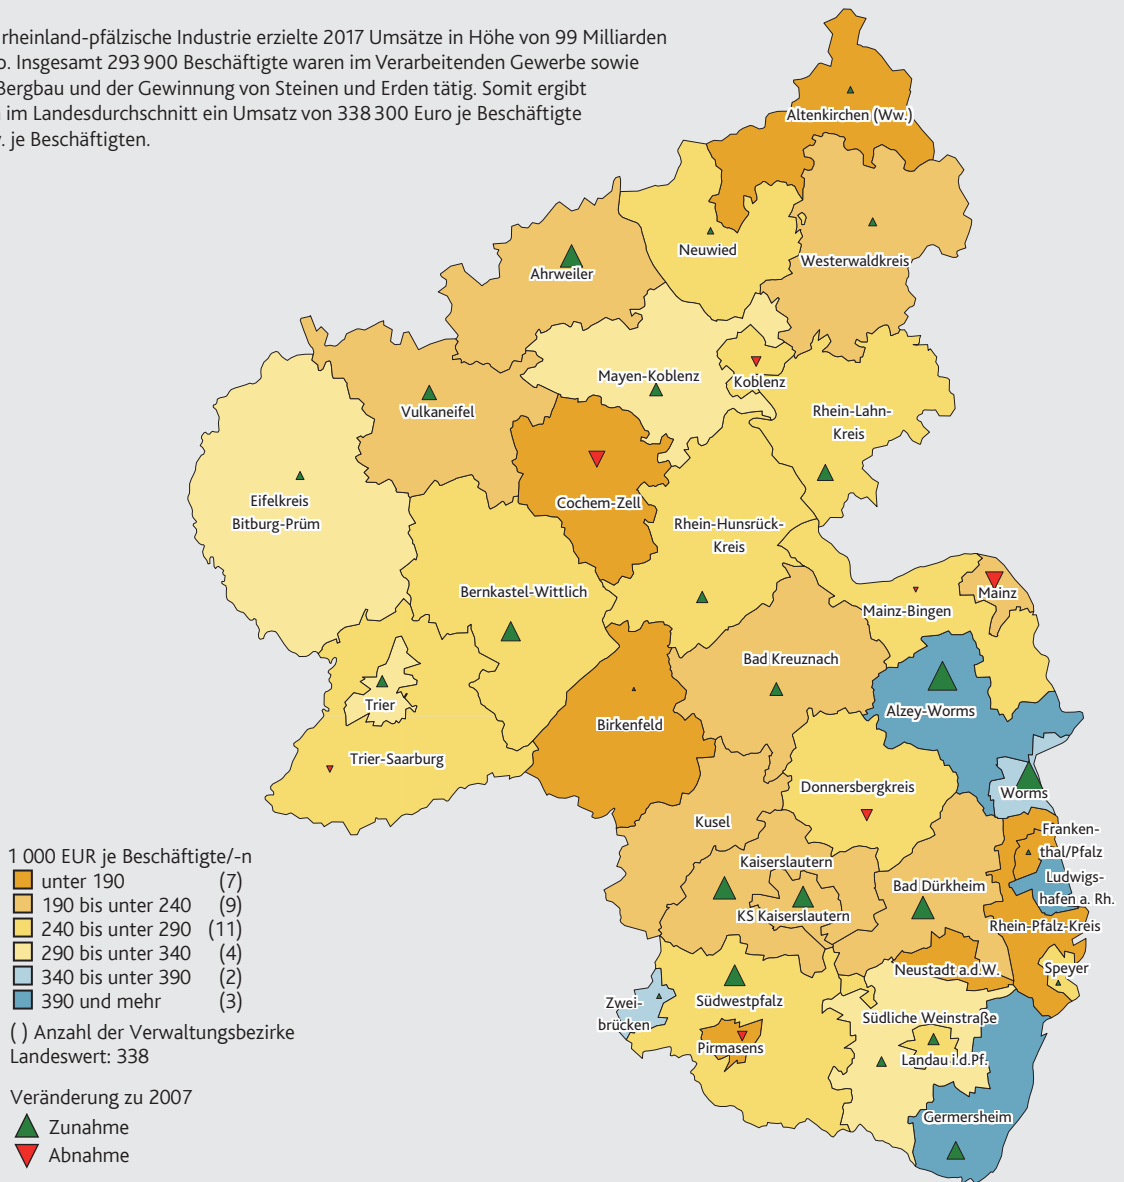 rheinland-pfälzische Industrie erzielte 2017 Umsätze in Höhe von 99 Milliarden
Insgesamt 293 900 Beschäftigte waren im Verarbeitenden Gewerbe sowie
Bergbau und der Gewinnung von Steinen und Erden tätig. Somit ergibt
im Landesdurchschnitt ein Umsatz von 338 300 Euro je Beschäftigte
je Beschäftigten.
Altenkirchen (Ww.)
Neuwied
Westerwaldkreis
Ahrweiler
Mayen-Koblenz
Koblenz
Vulkaneifel
Rhein-Lahn-
Kreis
Eifelkreis
Bitburg-Prüm
Cochem-Zell
Rhein-Hunsrück-
Kreis
Bernkastel-Wittlich
Mainz-Bingen
Mainz
Bad Kreuznach
Trier
Birkenfeld
Alzey-Worms
Trier-Saarburg
Donnersbergkreis
Worms
Kusel
Franken-
thal/Pfalz
Kaiserslautern
Ludwigs-
hafen a. Rh.
Bad Dürkheim
KS Kaiserslautern
Rhein-Pfalz-Kreis
Neustadt a.d.W.
Speyer
Zwei-
brücken
Südwestpfalz
Südliche Weinstraße
Pirmasens
Landau i.d.Pf.
Germersheim
1 000 EUR je Beschäftigte/-n
unter 190 (7)
190 bis unter 240 (9)
240 bis unter 290 (11)
290 bis unter 340 (4)
340 bis unter 390 (2)
390 und mehr (3)
( ) Anzahl der Verwaltungsbezirke
Landeswert: 338
Veränderung zu 2007
Zunahme
Abnahme